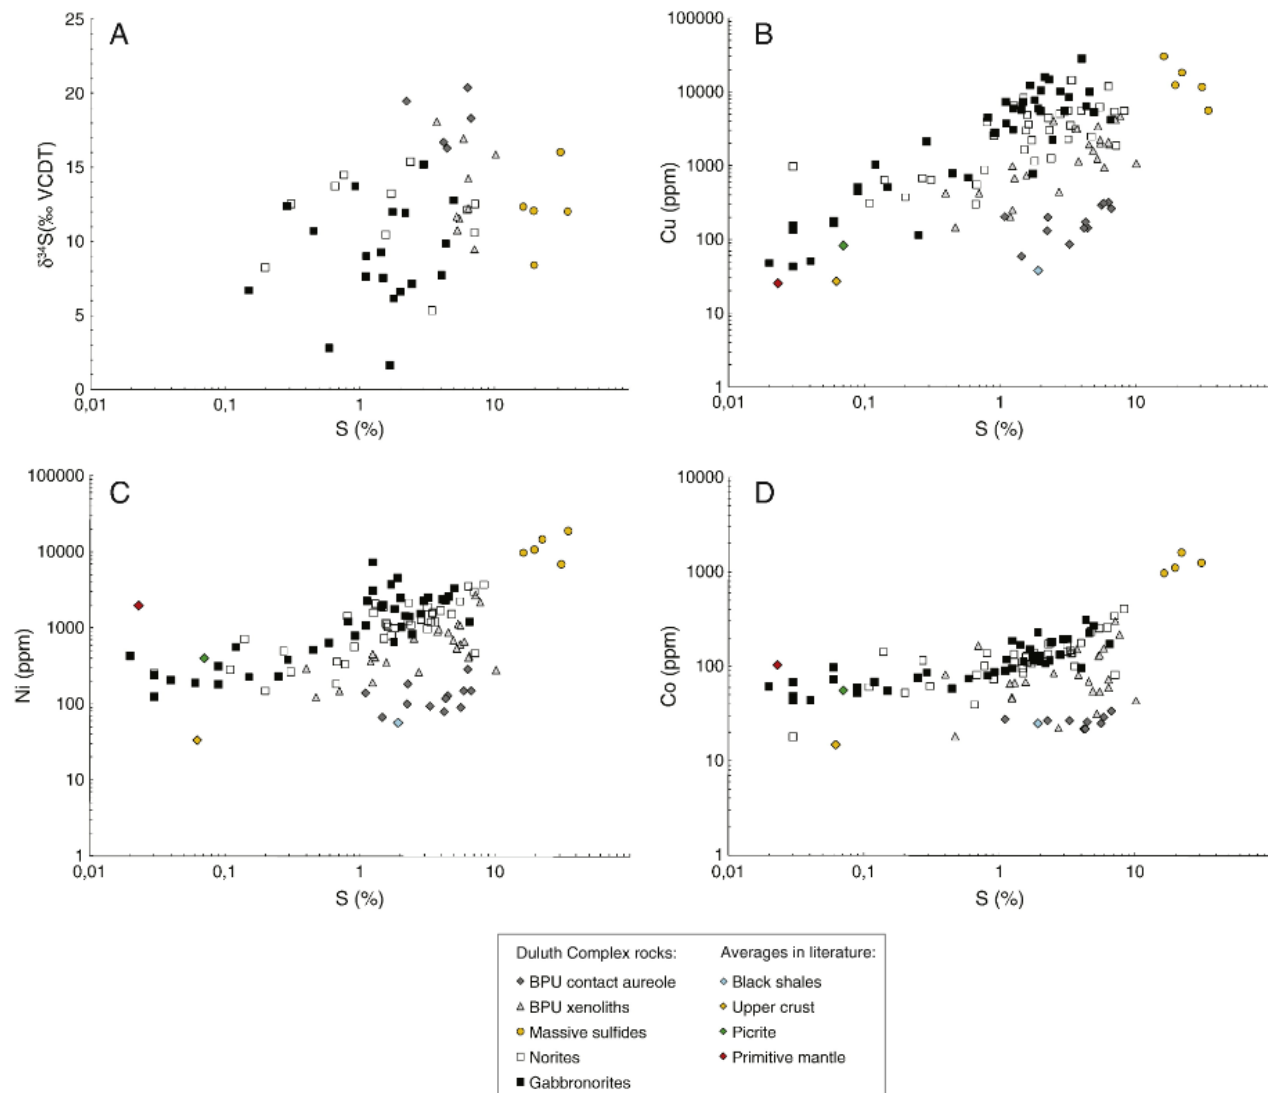 A
25
20
15
10
5
0
δ³⁴S(‰ VCDT)
0,01 0,1 1 10
S (%)
B
100000
10000
1000
100
10
1
Cu (ppm)
0,01 0,1 1 10
S (%)
C
100000
10000
1000
100
10
1
Ni (ppm)
0,01 0,1 1 10
S (%)
D
10000
1000
100
10
1
Co (ppm)
0,01 0,1 1 10
S (%)
Duluth Complex rocks:
BPU contact aureole
BPU xenoliths
Massive sulfides
Norites
Gabbronorites
Averages in literature:
Black shales
Upper crust
Picrite
Primitive mantle